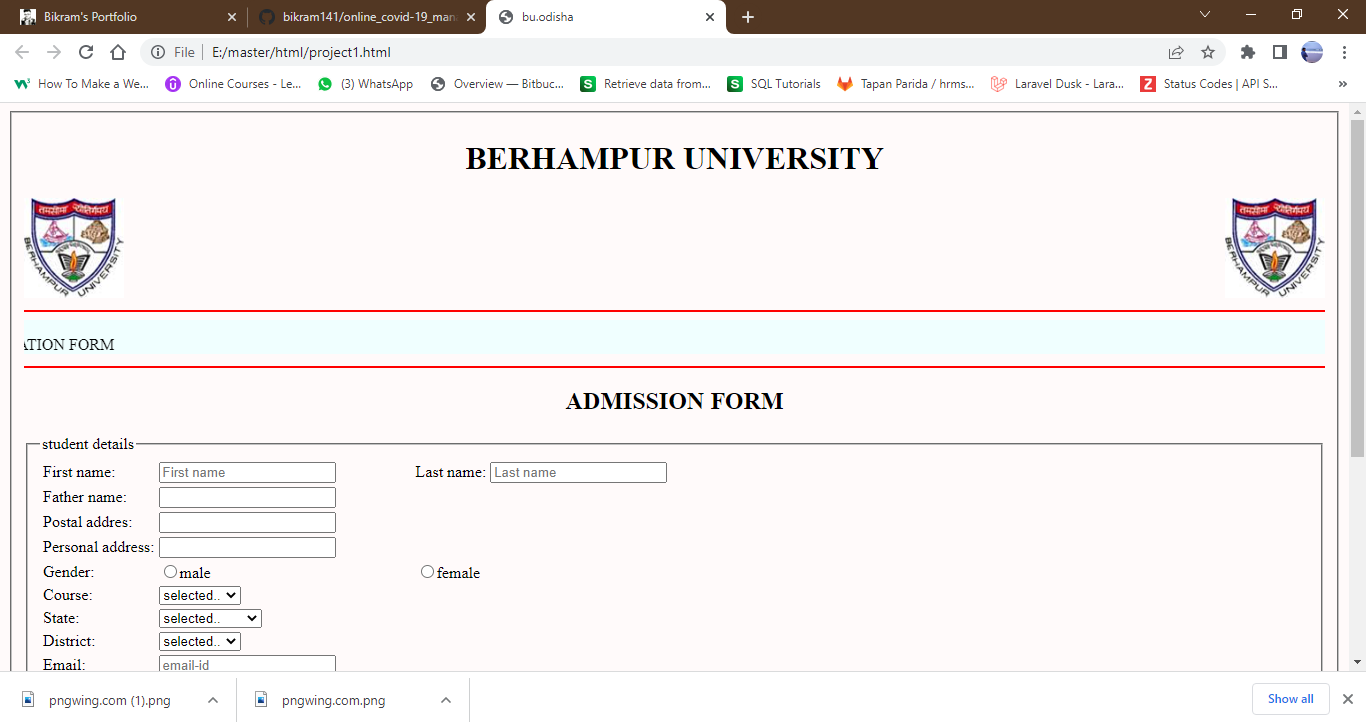 Bikram's Portfolio
bikram141/online_covid-19_man
bu.odisha
File
E:/master/html/project1.html
How To Make a We...
Online Courses - Le...
(3) WhatsApp
Overview — Bitbuc...
Retrieve data from...
SQL Tutorials
Tapan Parida / hrms...
Laravel Dusk - Lara...
Status Codes | API S...
BERHAMPUR UNIVERSITY
BERHAMPUR UNIVERSITY
BERHAMPUR UNIVERSITY
ATION FORM
ADMISSION FORM
student details
First name: First name Last name: Last name
Father name:
Postal addres:
Personal address:
Gender: male female
Course: selected..
State: selected..
District: selected..
Email: email-id
pngwing.com (1).png
pngwing.com.png
Show all